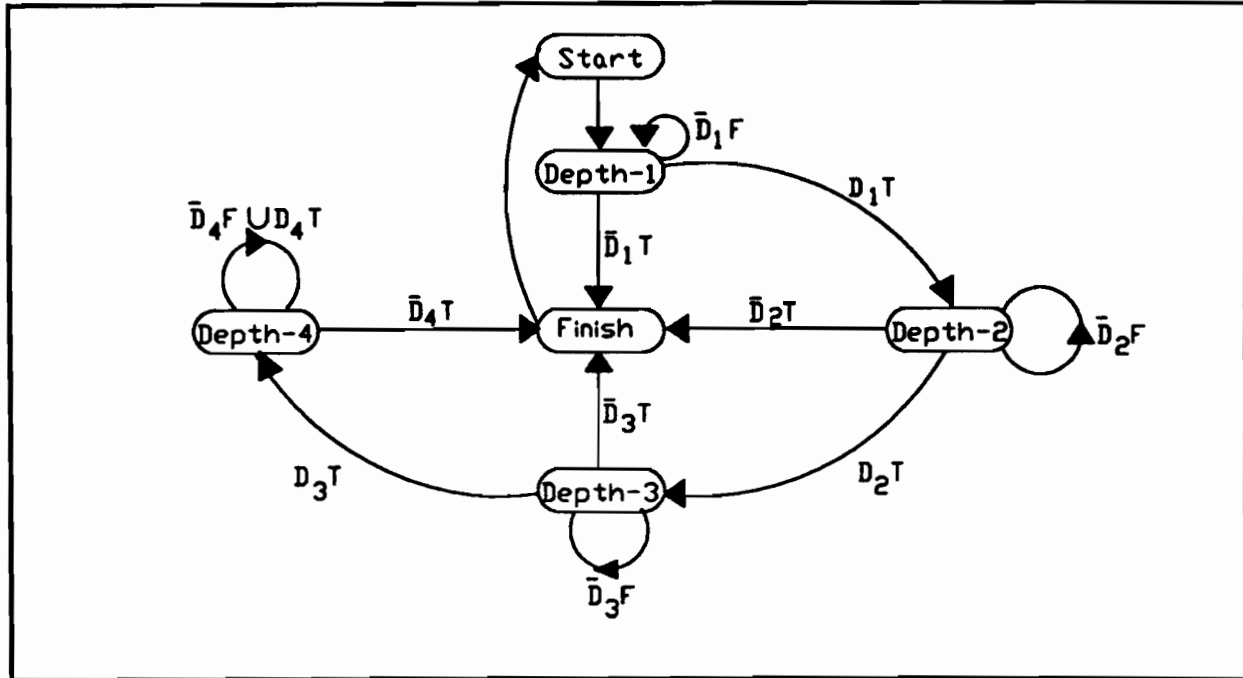 Start
D̄₁F
Depth-1
D₁T
D̄₄F ∪ D₄T
D̄₁T
D̄₄T
D̄₂T
Depth-4
Finish
Depth-2
D̄₂F
D̄₃T
D₃T
D₂T
Depth-3
D̄₃F